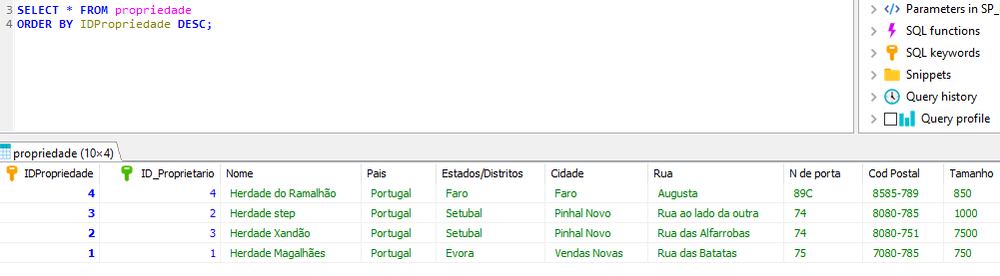 3 SELECT * FROM propriedade
4 ORDER BY IDPropriedade DESC;
Parameters in SP_
SQL functions
SQL keywords
Snippets
Query history
Query profile
propriedade (10×4)
IDPropriedade ID_Proprietario Nome Pais Estados/Distritos Cidade Rua N de porta Cod Postal Tamanho
4 4 Herdade do Ramalhão Portugal Faro Faro Augusta 89C 8585-789 850
3 2 Herdade step Portugal Setubal Pinhal Novo Rua ao lado da outra 74 8080-785 1000
2 3 Herdade Xandão Portugal Setubal Pinhal Novo Rua das Alfarrobas 74 8080-751 7500
1 1 Herdade Magalhães Portugal Evora Vendas Novas Rua das Batatas 75 7080-785 750